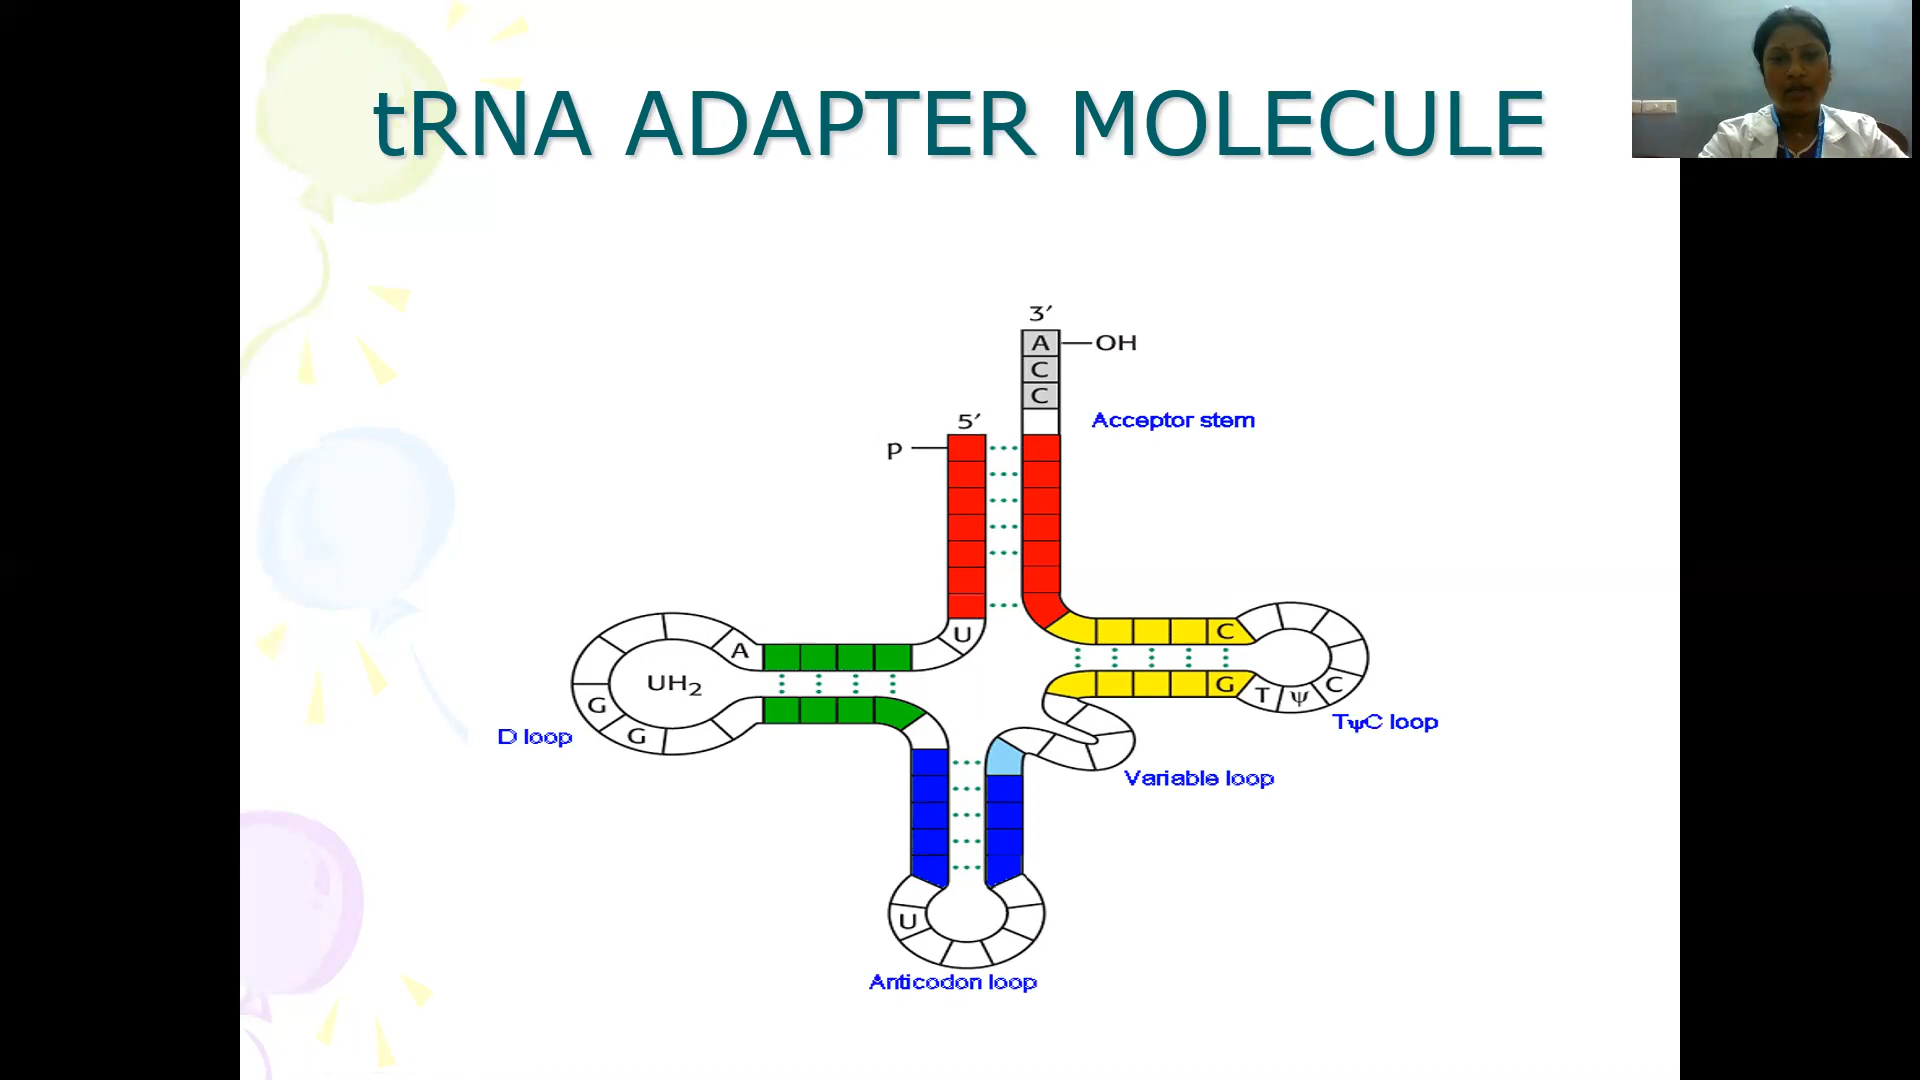 tRNA ADAPTER MOLECULE
3′
A OH
C
C
Acceptor stem
5′
P
U
C
A
UH2
G
T
ψ
C
G
G
TψC loop
D loop
Variable loop
U
Anticodon loop